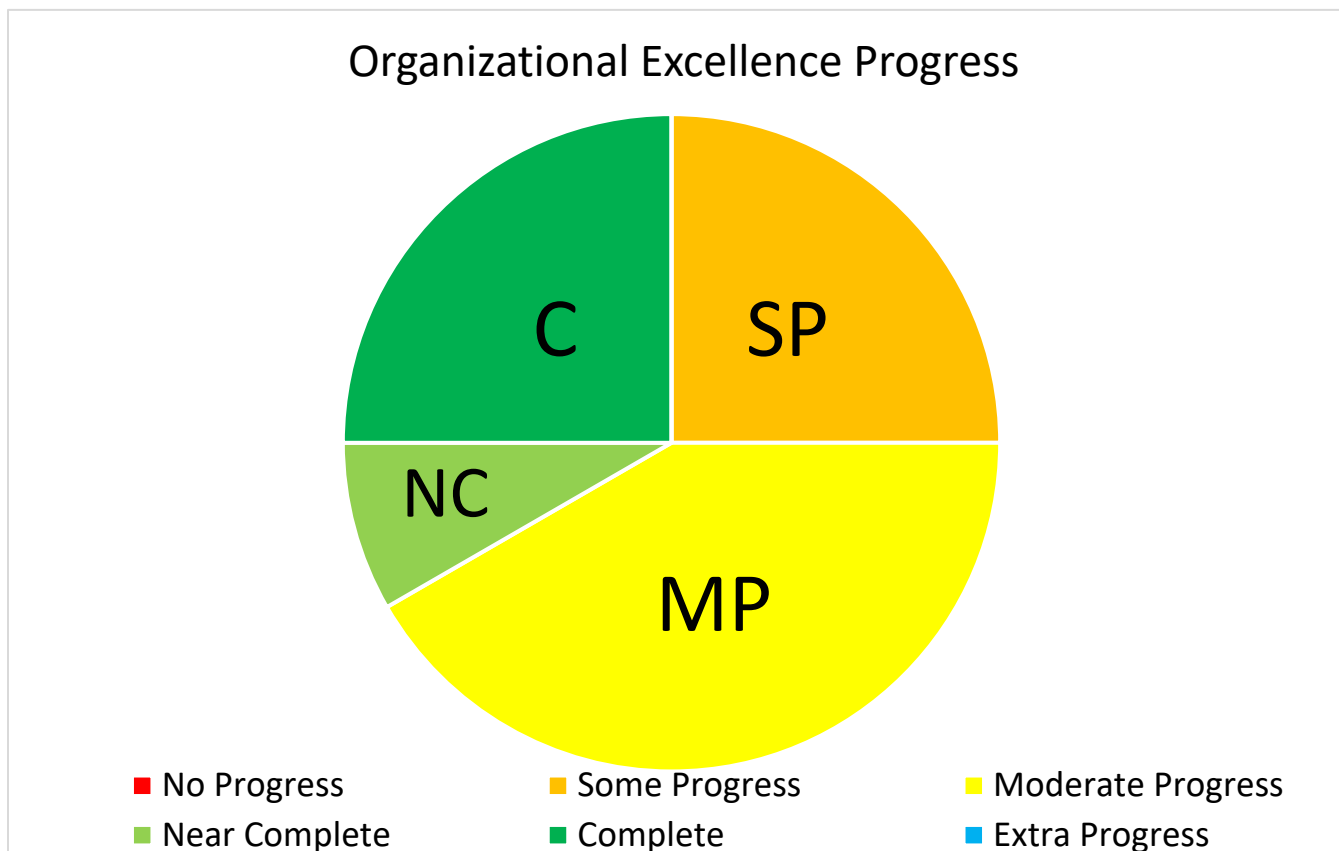 Organizational Excellence Progress
C SP
NC
MP
No Progress Some Progress Moderate Progress
Near Complete Complete Extra Progress